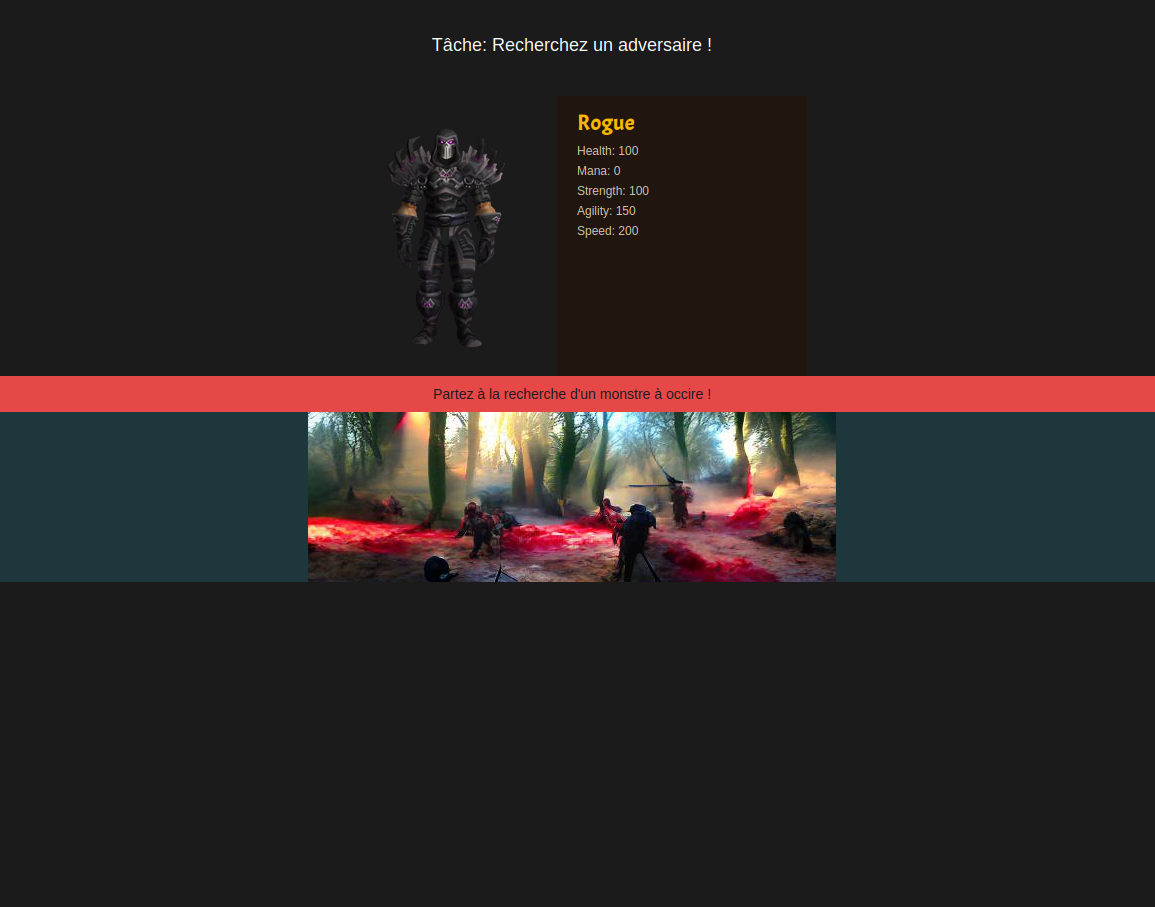 Tâche: Recherchez un adversaire !
Rogue
Health: 100
Mana: 0
Strength: 100
Agility: 150
Speed: 200
Partez à la recherche d'un monstre à occire !